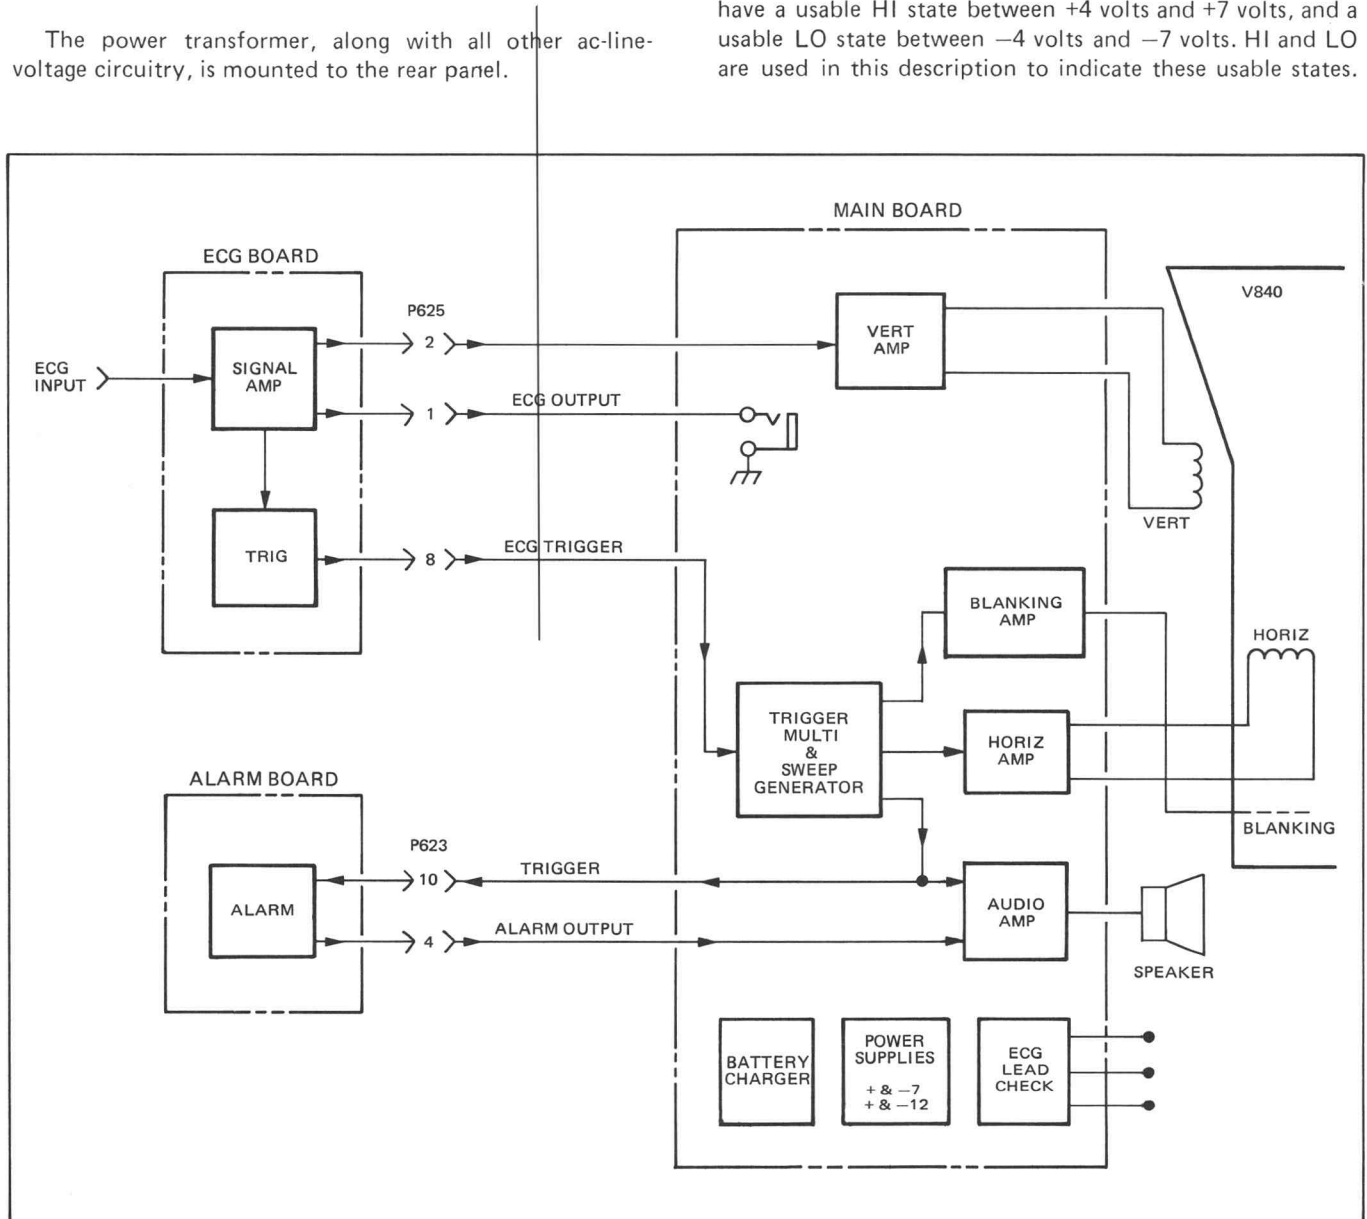 The power transformer, along with all other ac-line-
voltage circuitry, is mounted to the rear panel.
have a usable HI state between +4 volts and +7 volts, and a
usable LO state between −4 volts and −7 volts. HI and LO
are used in this description to indicate these usable states.
MAIN BOARD
ECG BOARD
V840
P625
VERT
AMP
2
ECG
INPUT
SIGNAL
AMP
1
ECG OUTPUT
VERT
TRIG
8
ECG TRIGGER
BLANKING
AMP
HORIZ
TRIGGER
MULTI
&
SWEEP
GENERATOR
HORIZ
AMP
ALARM BOARD
BLANKING
P623
10
TRIGGER
ALARM
AUDIO
AMP
4
ALARM OUTPUT
SPEAKER
BATTERY
CHARGER
POWER
SUPPLIES
+ & −7
+ & −12
ECG
LEAD
CHECK